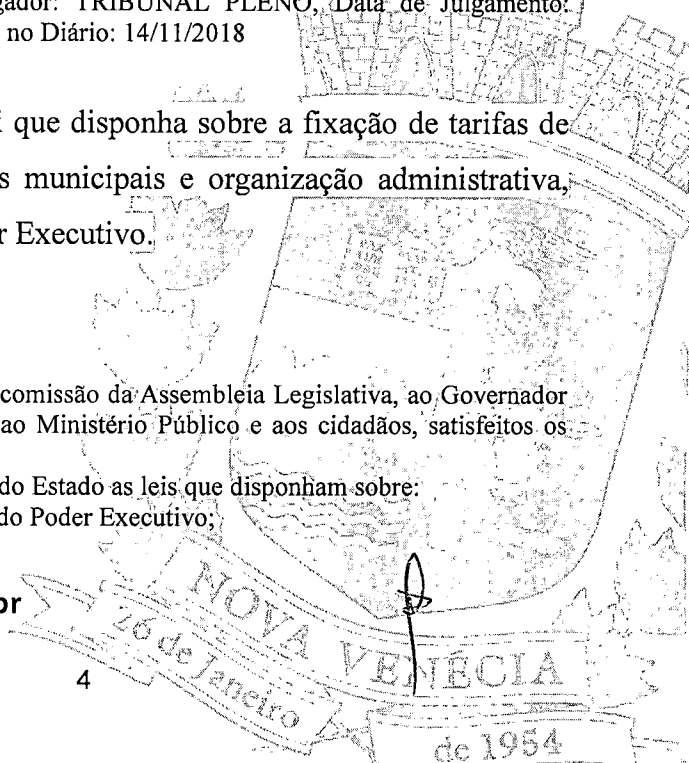 gador: TRIBUNAL PLENO, Data de Julgamento:
no Diário: 14/11/2018
que disponha sobre a fixação de tarifas de
s municipais e organização administrativa,
r Executivo.
comissão da Assembleia Legislativa, ao Governador
ao Ministério Público e aos cidadãos, satisfeitos os
do Estado as leis que disponham sobre:
do Poder Executivo;
or
4
NOVA VENÉCIA
26 de Janeiro
de 1954